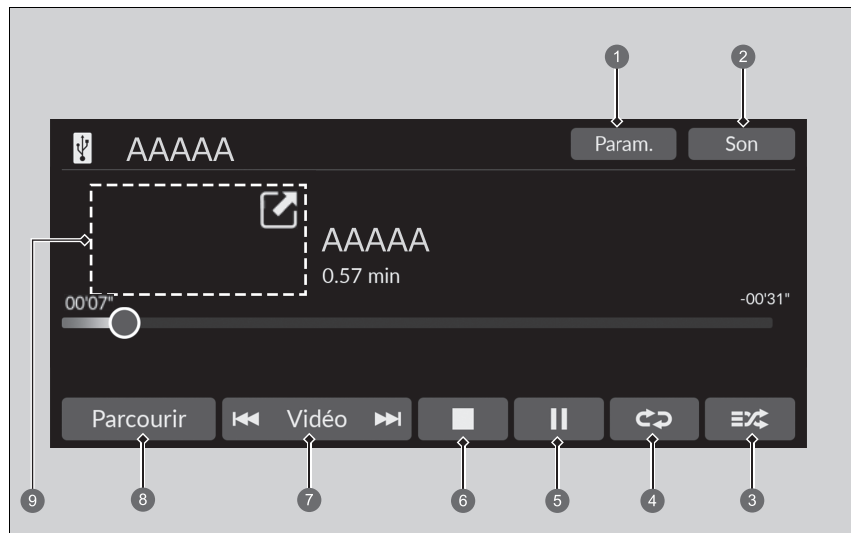 1
2
AAAAA
Param.
Son
AAAAA
0.57 min
00'07"
-00'31"
Parcourir
Vidéo
9
8
7
6
5
4
3